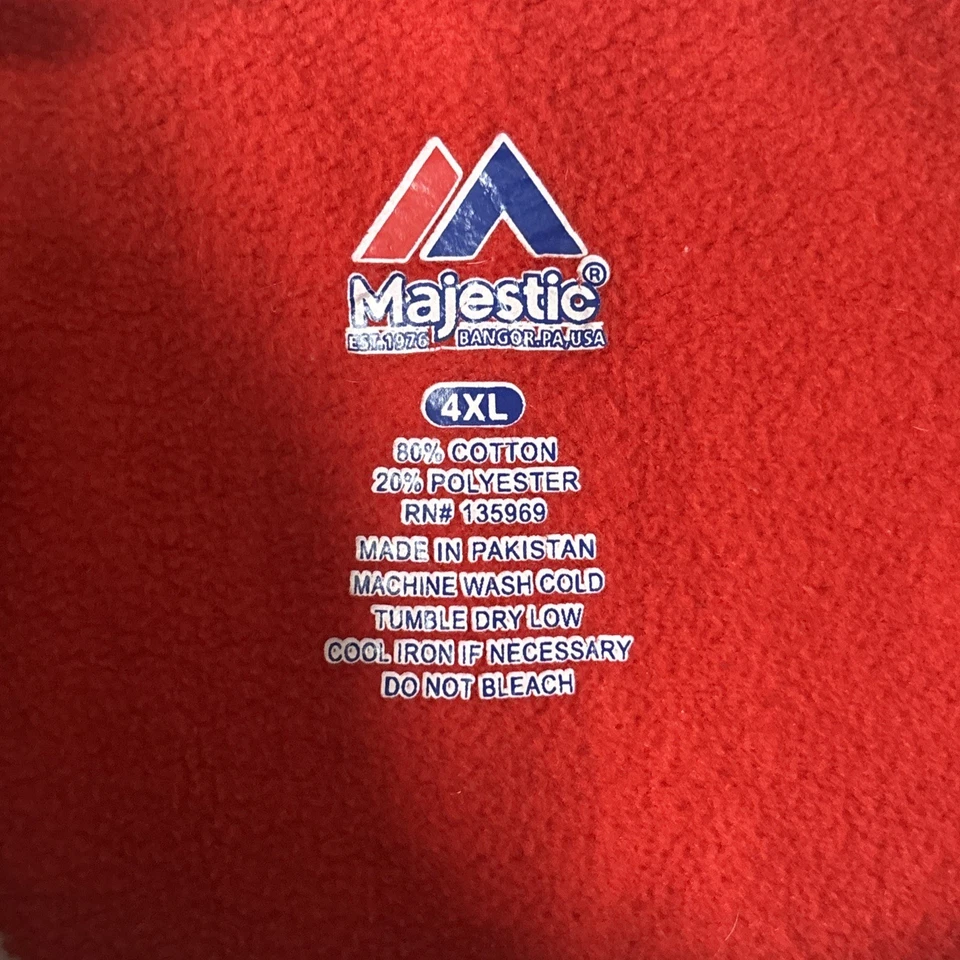 Majestic®
EST.1976 BANGOR.PA,USA
4XL
80% COTTON
20% POLYESTER
RN# 135969
MADE IN PAKISTAN
MACHINE WASH COLD
TUMBLE DRY LOW
COOL IRON IF NECESSARY
DO NOT BLEACH